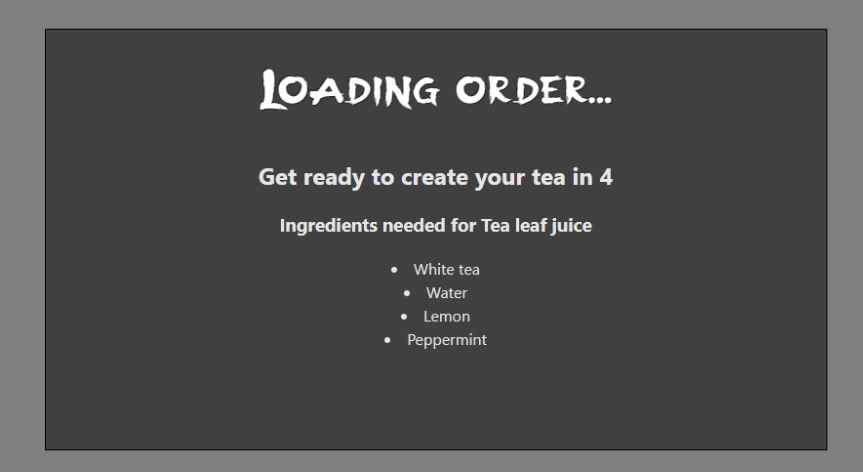 Loading order...
Get ready to create your tea in 4
Ingredients needed for Tea leaf juice
• White tea
• Water
• Lemon
• Peppermint